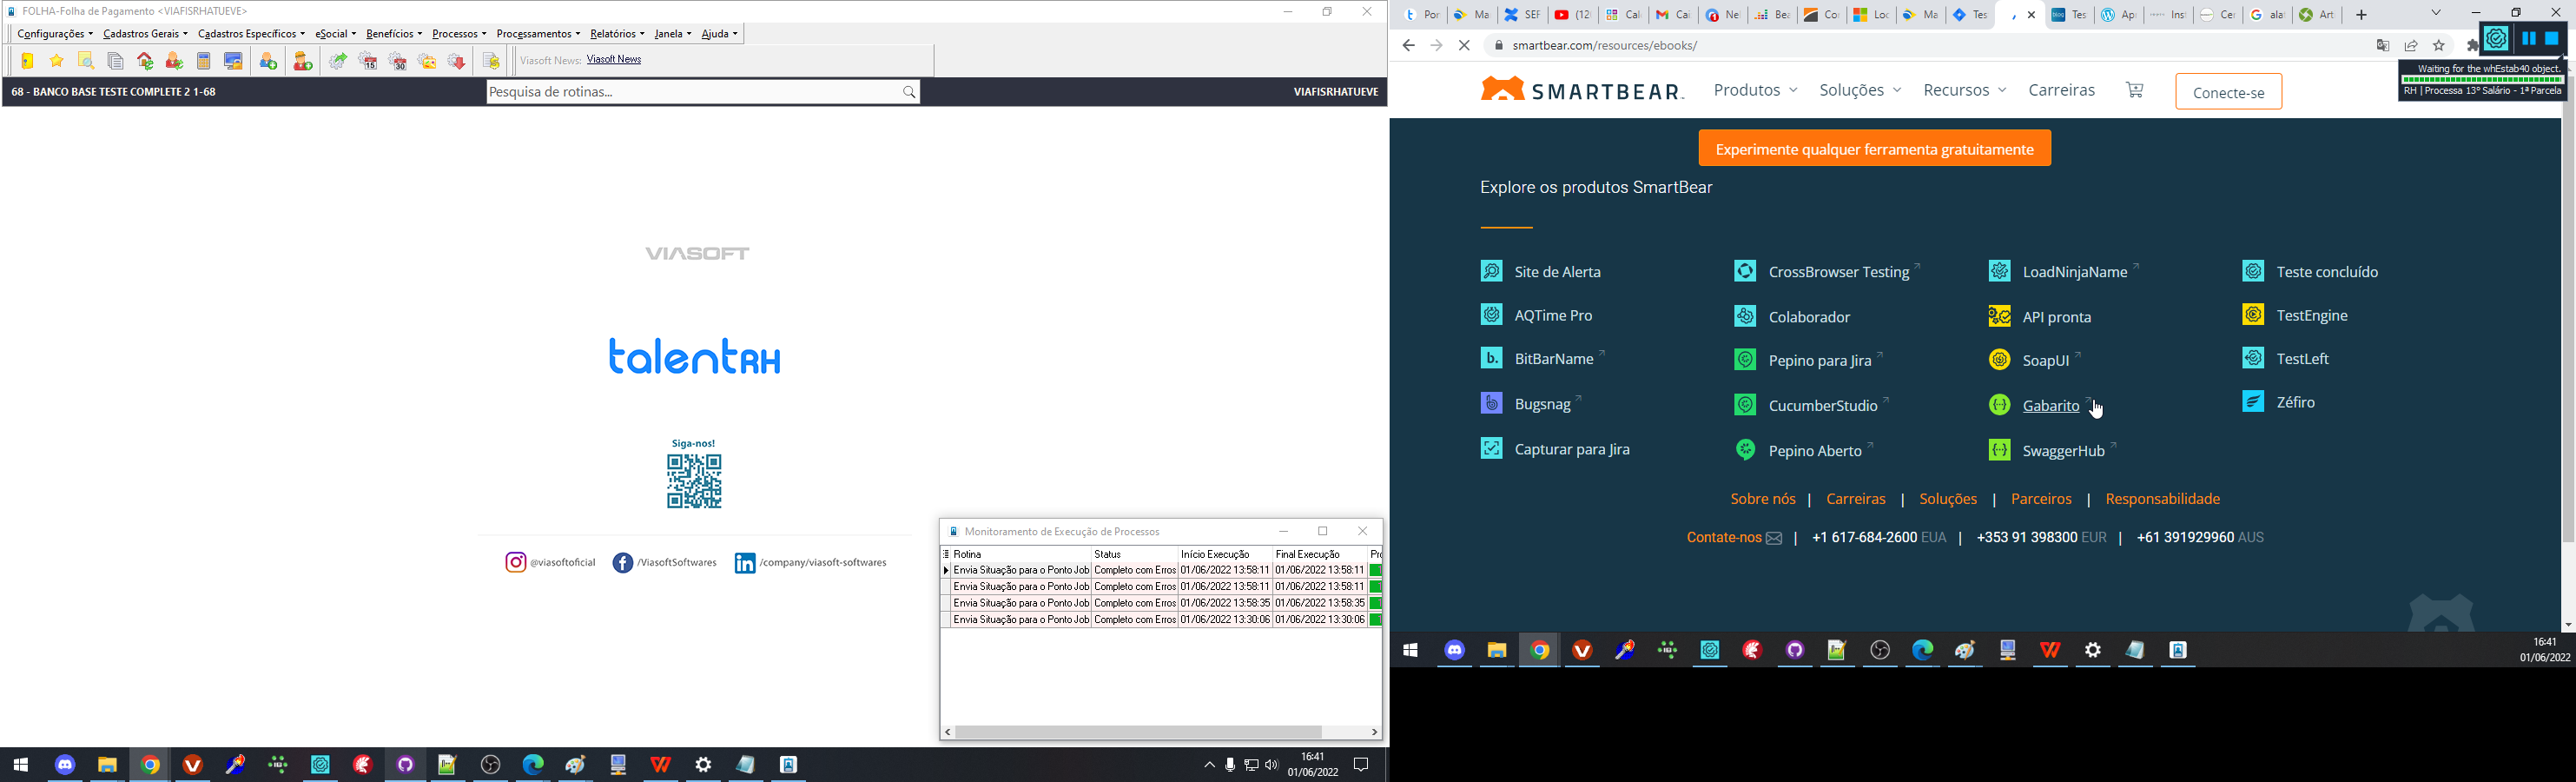 FOLHA-Folha de Pagamento <VIAFISRHATUEVE>
Configurações Cadastros Gerais Cadastros Específicos eSocial Benefícios Processos Processamentos Relatórios Janela Ajuda
Viasoft News: Viasoft News
68 - BANCO BASE TESTE COMPLETE 2 1-68
Pesquisa de rotinas...
VIAFISRHATUEVE
VIASOFT
talentRH
Siga-nos!
@viasoftoficial /ViasoftSoftwares /company/viasoft-softwares
Monitoramento de Execução de Processos
Rotina Status Início Execução Final Execução
Envia Situação para o Ponto Job Completo com Erros 01/06/2022 13:58:11 01/06/2022 13:58:11
Envia Situação para o Ponto Job Completo com Erros 01/06/2022 13:58:11 01/06/2022 13:58:11
Envia Situação para o Ponto Job Completo com Erros 01/06/2022 13:58:35 01/06/2022 13:58:35
Envia Situação para o Ponto Job Completo com Erros 01/06/2022 13:30:06 01/06/2022 13:30:06
16:41
01/06/2022
Por Ma SEF (12 Cal Cai Nei Bea Co Loc Ma Tes Tes Ap Ins Cer ala Art
smartbear.com/resources/ebooks/
Waiting for the whEstab40 object.
RH | Processa 13º Salário - 1ª Parcela
SMARTBEAR
Produtos Soluções Recursos Carreiras Conecte-se
Experimente qualquer ferramenta gratuitamente
Explore os produtos SmartBear
Site de Alerta CrossBrowser Testing LoadNinjaName Teste concluído
AQTime Pro Colaborador API pronta TestEngine
BitBarName Pepino para Jira SoapUI TestLeft
Bugsnag CucumberStudio Gabarito Zéfiro
Capturar para Jira Pepino Aberto SwaggerHub
Sobre nós | Carreiras | Soluções | Parceiros | Responsabilidade
Contate-nos | +1 617-684-2600 EUA | +353 91 398300 EUR | +61 391929960 AUS
16:41
01/06/2022